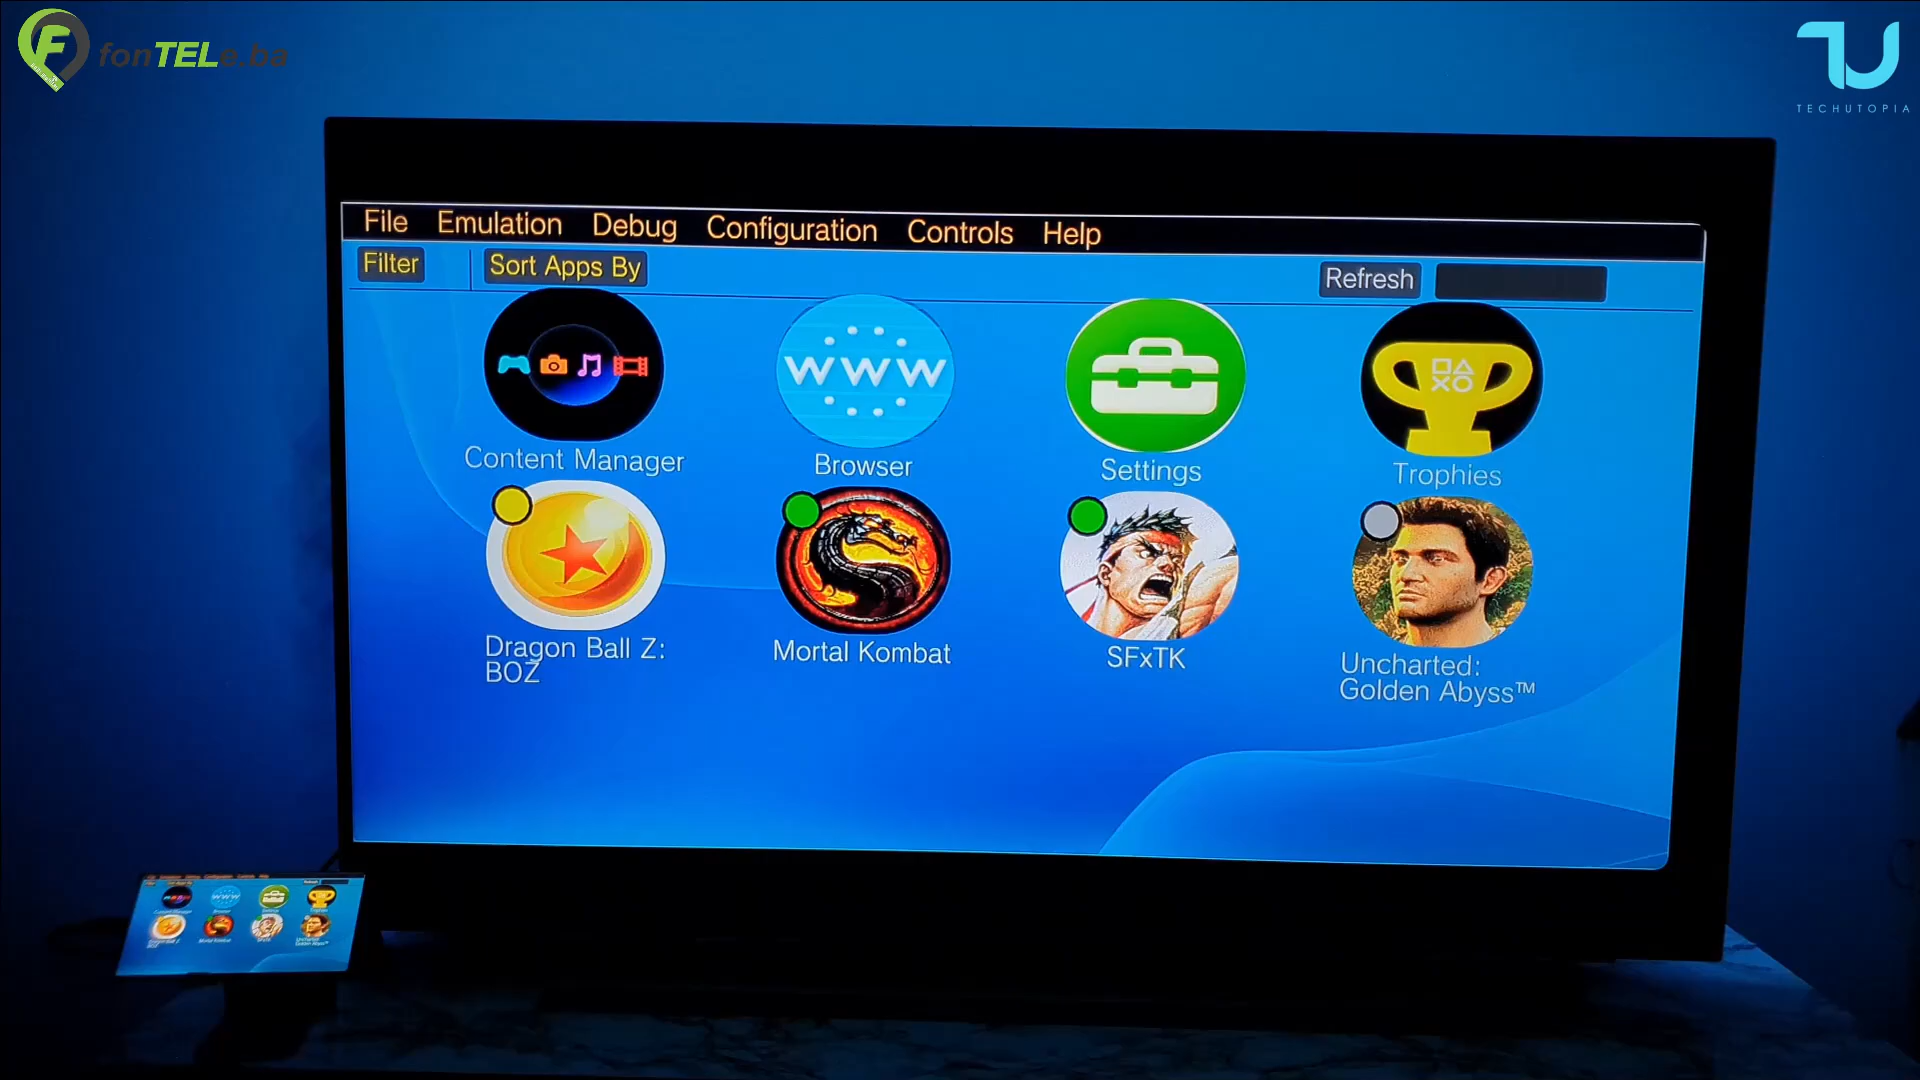 fonTELe.ba
TECHUTOPIA
File Emulation Debug Configuration Controls Help
Filter Sort Apps By Refresh
WWW
Content Manager Browser Settings Trophies
Dragon Ball Z:
BOZ
Mortal Kombat
SFxTK
Uncharted:
Golden Abyss™